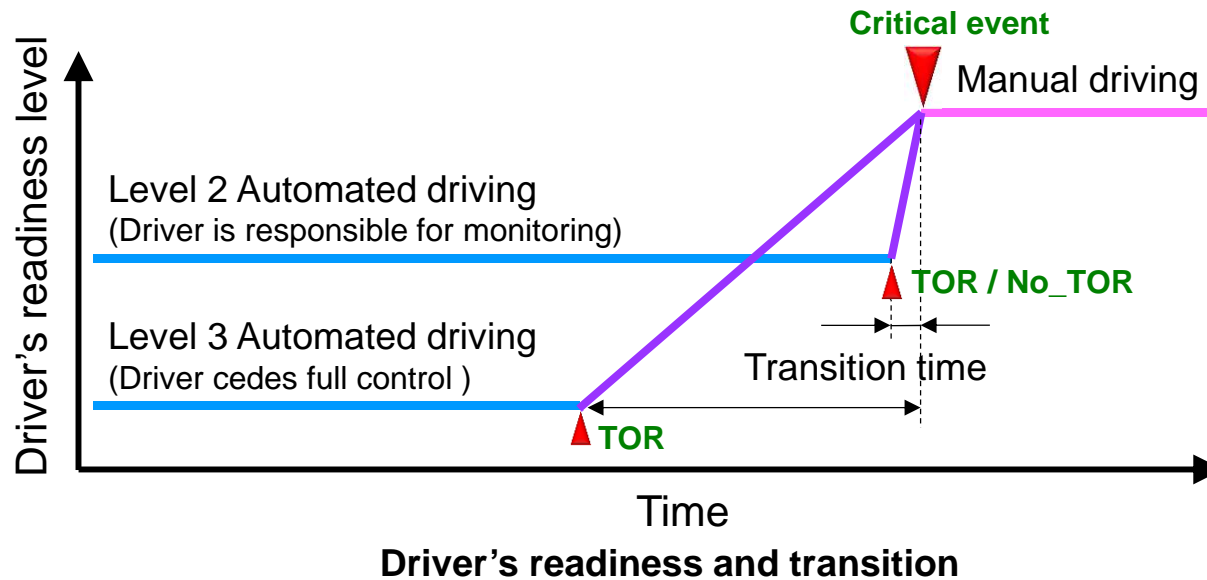 Critical event
Manual driving
Driver's readiness level
Level 2 Automated driving
(Driver is responsible for monitoring)
TOR / No_TOR
Level 3 Automated driving
(Driver cedes full control )
Transition time
TOR
Time
Driver's readiness and transition